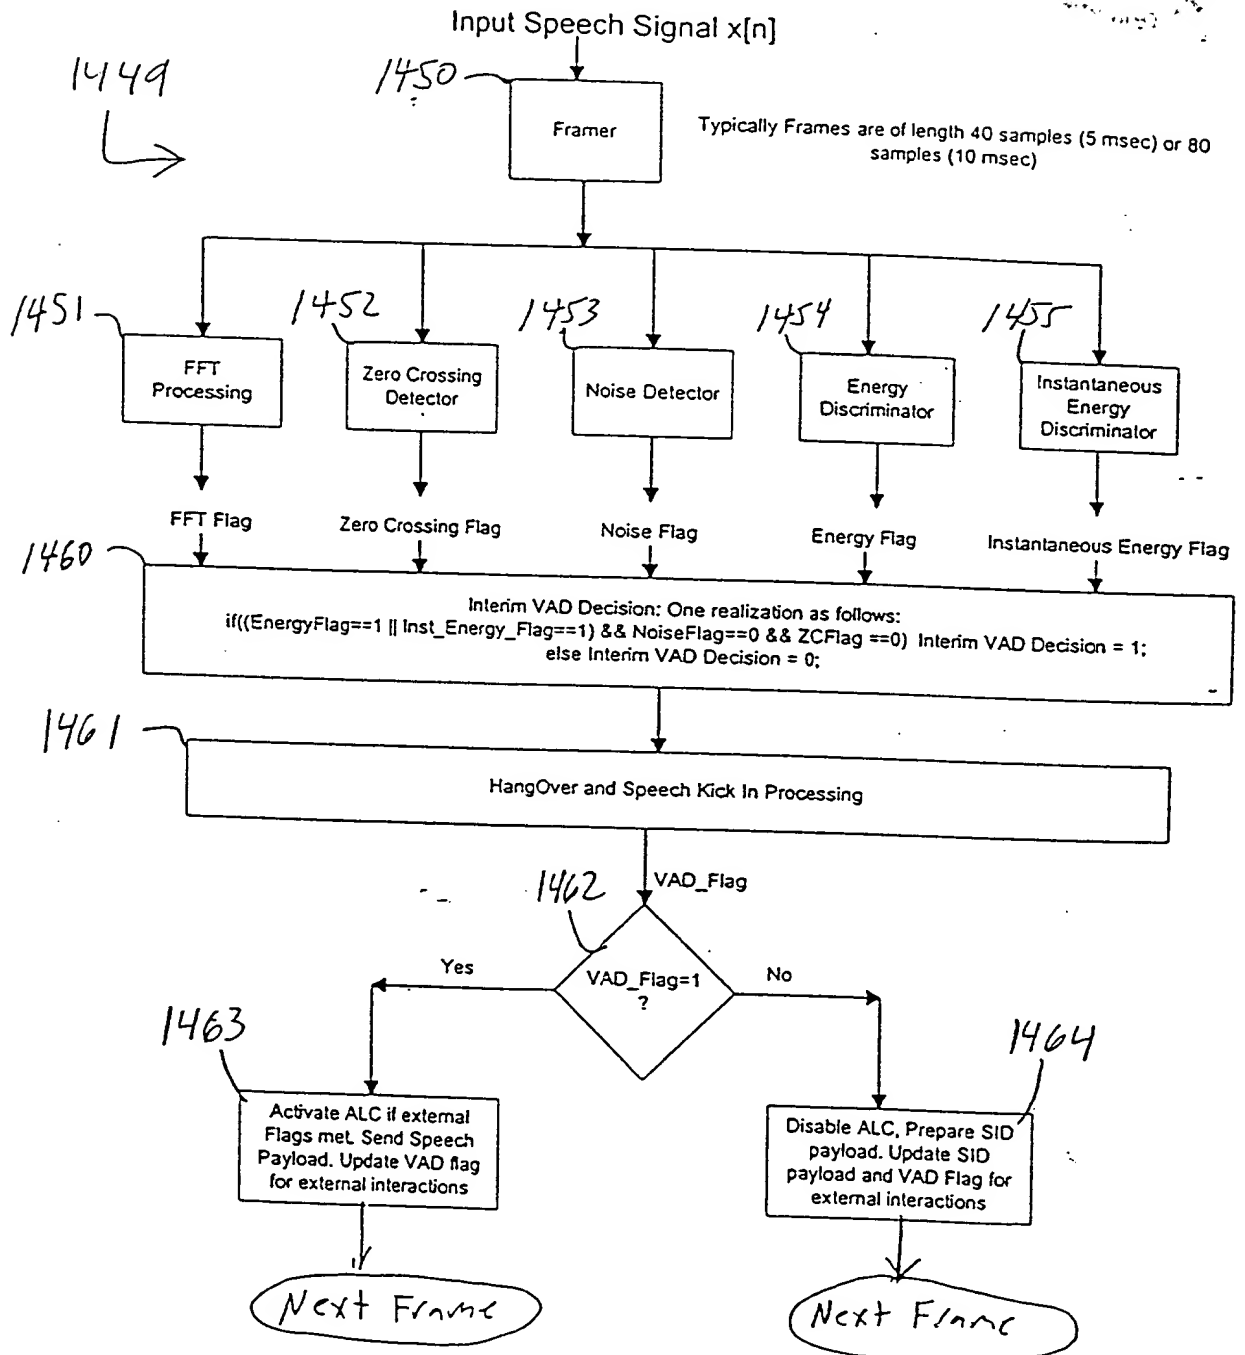 Input Speech Signal x[n]
1449
1450
Framer
Typically Frames are of length 40 samples (5 msec) or 80
samples (10 msec)
1451
1452
1453
1454
1455
FFT
Processing
Zero Crossing
Detector
Noise Detector
Energy
Discriminator
Instantaneous
Energy
Discriminator
FFT Flag
Zero Crossing Flag
Noise Flag
Energy Flag
Instantaneous Energy Flag
1460
Interim VAD Decision: One realization as follows:
if((EnergyFlag==1 || Inst_Energy_Flag==1) && NoiseFlag==0 && ZCFlag ==0) Interim VAD Decision = 1;
else Interim VAD Decision = 0;
1461
HangOver and Speech Kick In Processing
VAD_Flag
1462
VAD_Flag=1
?
Yes
No
1463
1464
Activate ALC if external
Flags met. Send Speech
Payload. Update VAD flag
for external interactions
Disable ALC, Prepare SID
payload. Update SID
payload and VAD Flag for
external interactions
Next Frame
Next Frame